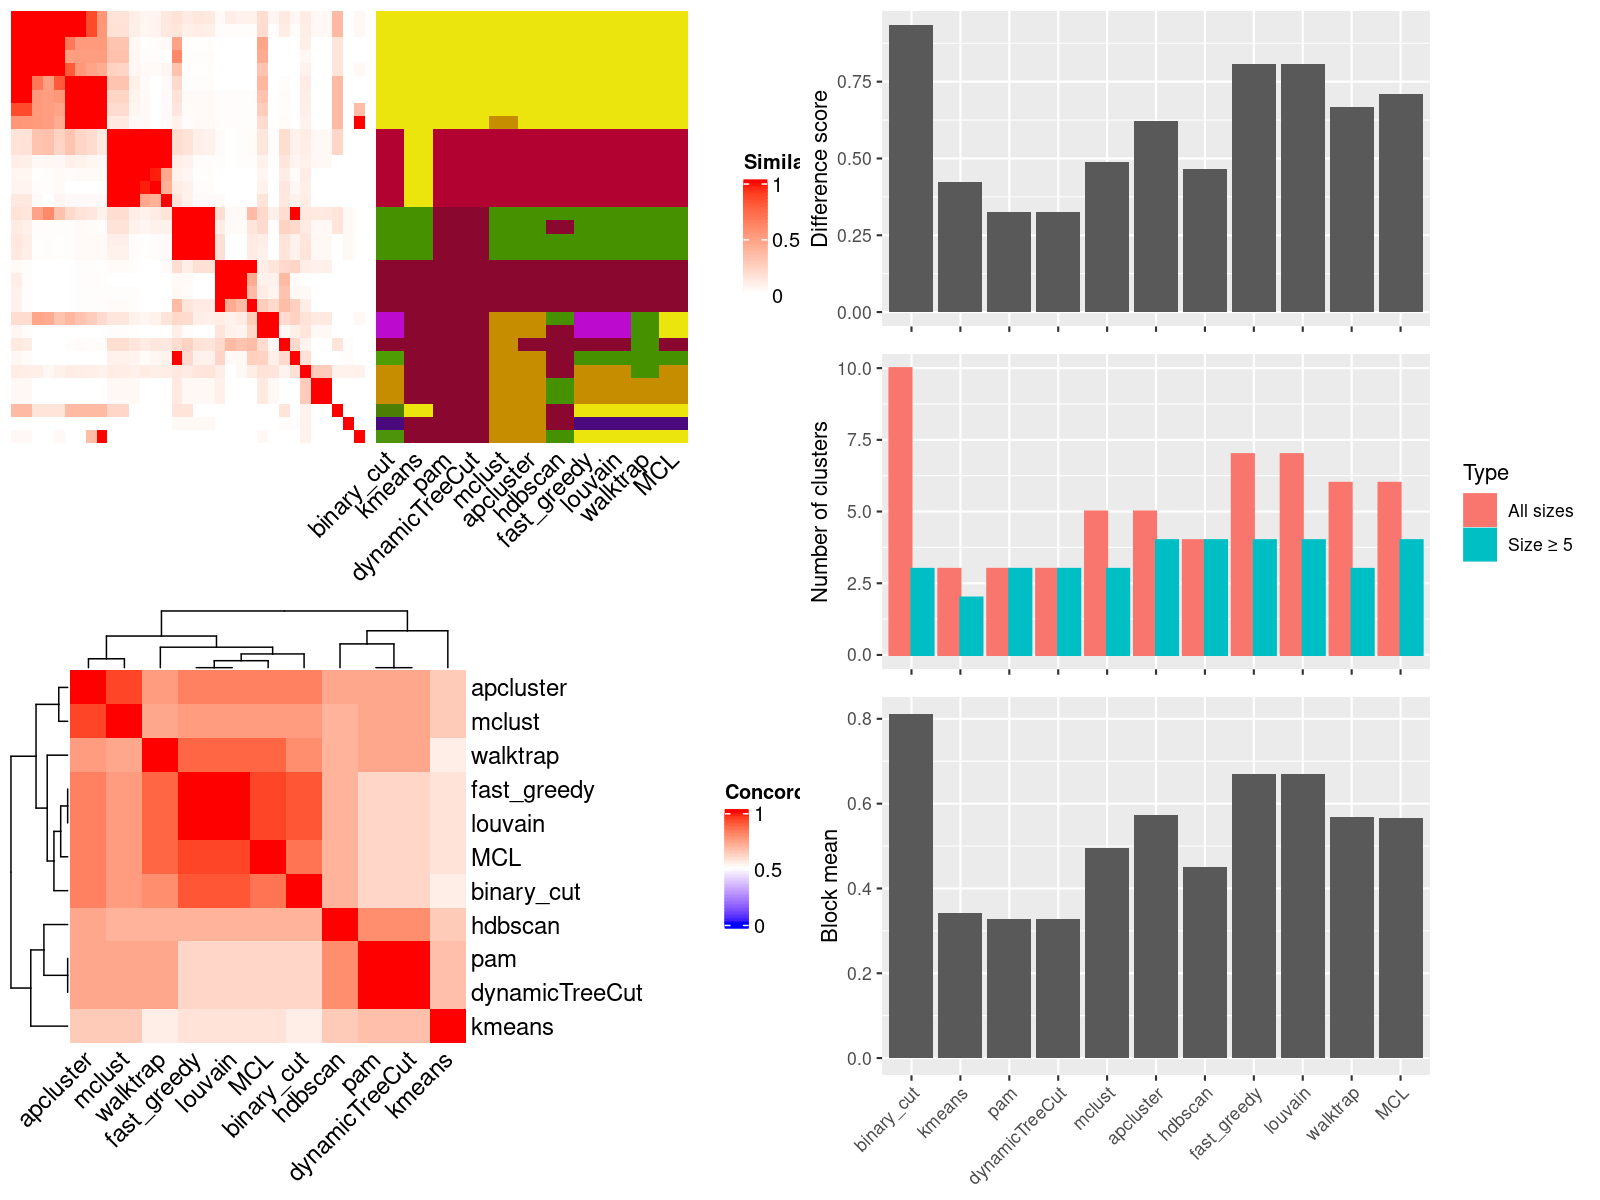 Simila
1
0.5
0
binary_cut
kmeans
pam
dynamicTreeCut
mclust
apcluster
hdbscan
fast_greedy
louvain
walktrap
MCL
apcluster
mclust
walktrap
fast_greedy
louvain
MCL
binary_cut
hdbscan
pam
dynamicTreeCut
kmeans
apcluster
mclust
walktrap
fast_greedy
louvain
MCL
binary_cut
hdbscan
pam
dynamicTreeCut
kmeans
Concord
1
0.5
0
Difference score
0.75
0.50
0.25
0.00
Number of clusters
10.0
7.5
5.0
2.5
0.0
Type
All sizes
Size ≥ 5
Block mean
0.8
0.6
0.4
0.2
0.0
binary_cut
kmeans
pam
dynamicTreeCut
mclust
apcluster
hdbscan
fast_greedy
louvain
walktrap
MCL